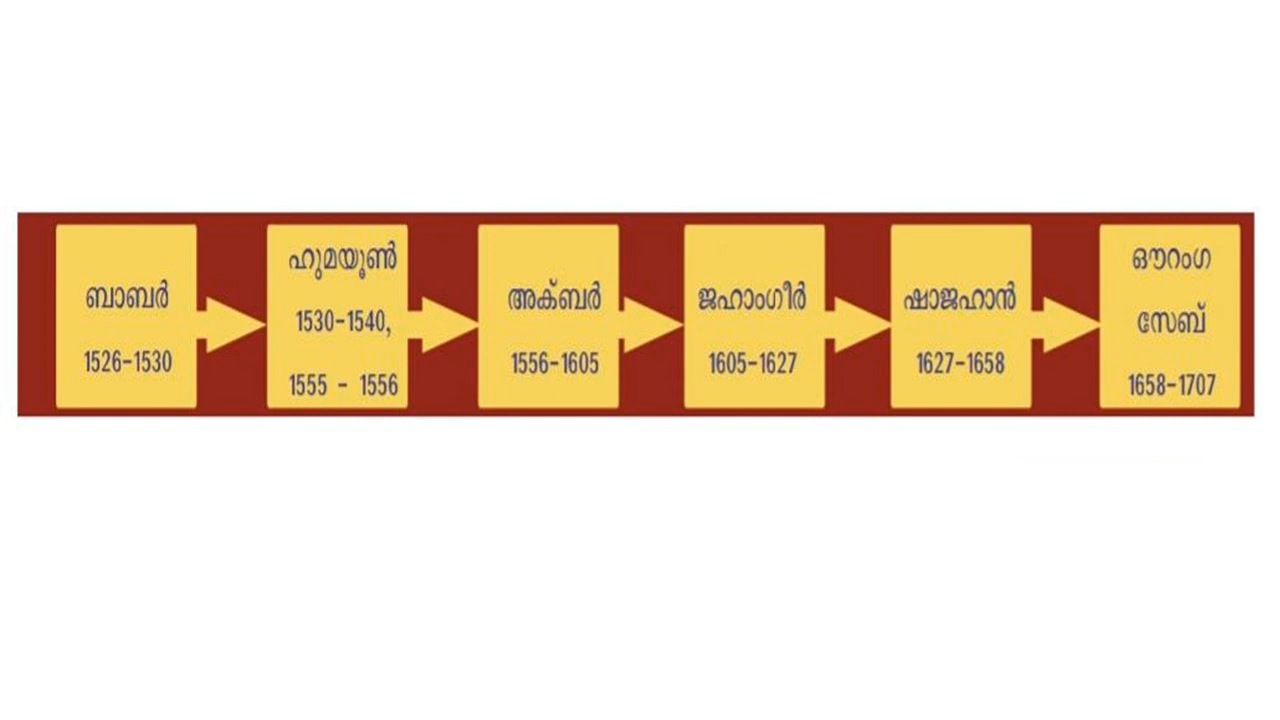 ബാബർ
1526-1530
ഹുമയൂൺ
1530-1540,
1555 - 1556
അക്ബർ
1556-1605
ജഹാംഗീർ
1605-1627
ഷാജഹാൻ
1627-1658
ഔറംഗ
സേബ്
1658-1707